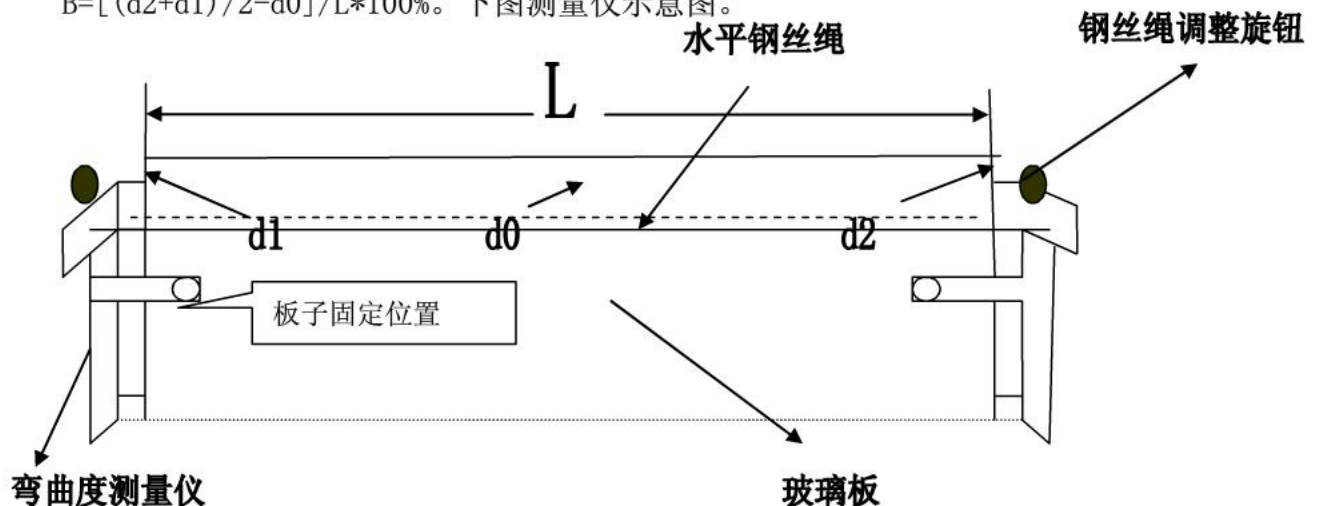 B=[(d2+d1)/2-d0]/L*100%。下图测量仪示意图。
水平钢丝绳
钢丝绳调整旋钮
L
d1
d0
d2
板子固定位置
弯曲度测量仪
玻璃板